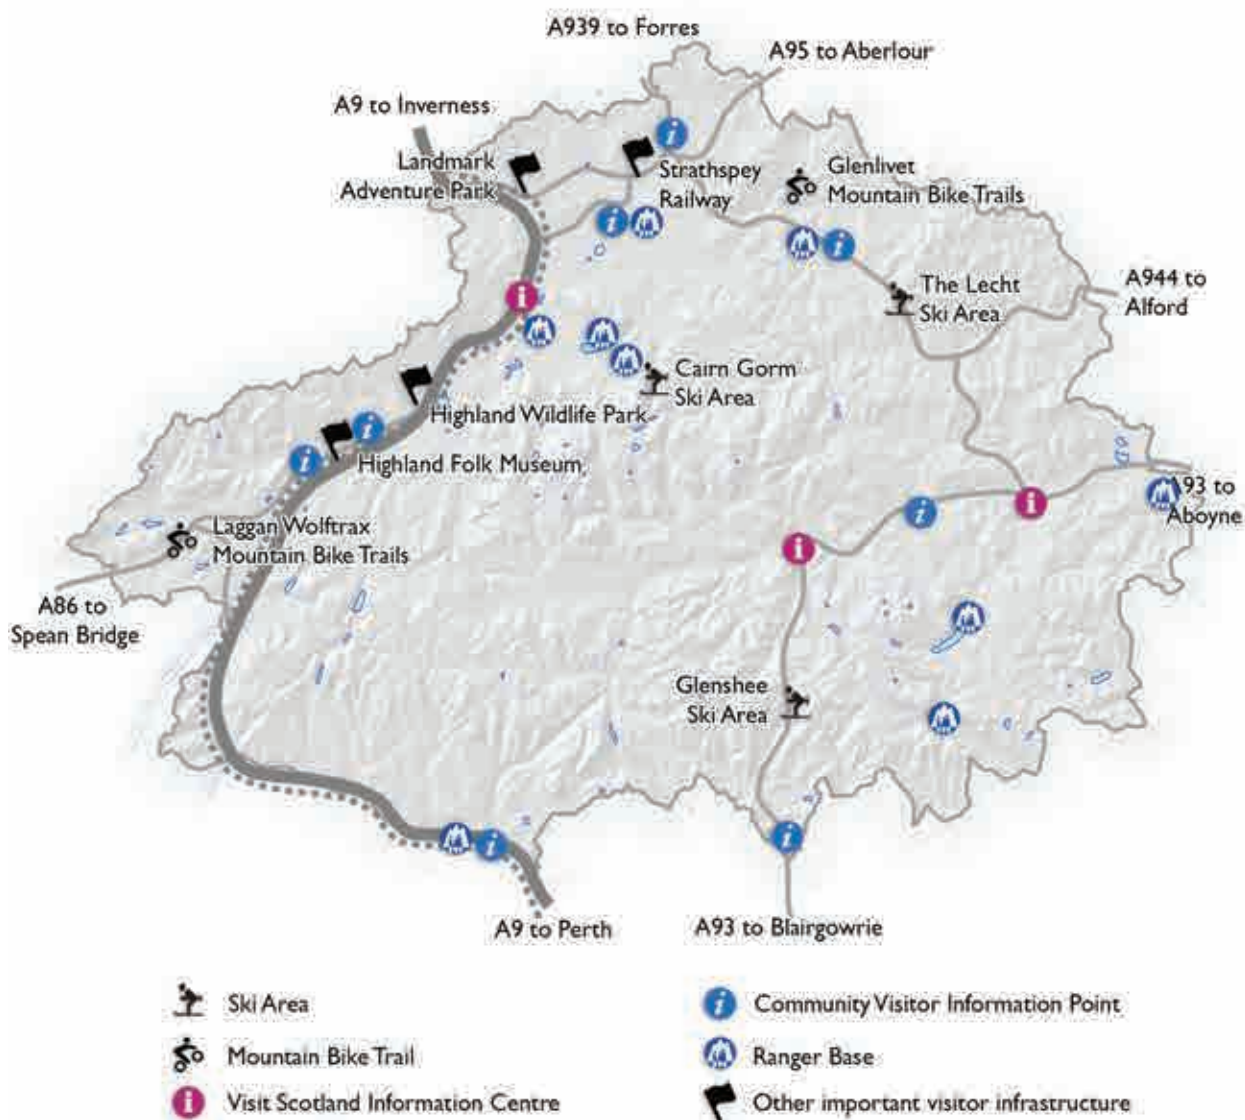 A939 to Forres
A95 to Aberlour
A9 to Inverness
Landmark
Adventure Park
Strathspey
Railway
Glenlivet
Mountain Bike Trails
The Lecht
Ski Area
A944 to
Alford
Cairn Gorm
Ski Area
Highland Wildlife Park
Highland Folk Museum
A93 to
Aboyne
Laggan Wolftrax
Mountain Bike Trails
A86 to
Spean Bridge
Glenshee
Ski Area
A9 to Perth
A93 to Blairgowrie
Ski Area
Community Visitor Information Point
Mountain Bike Trail
Ranger Base
Visit Scotland Information Centre
Other important visitor infrastructure